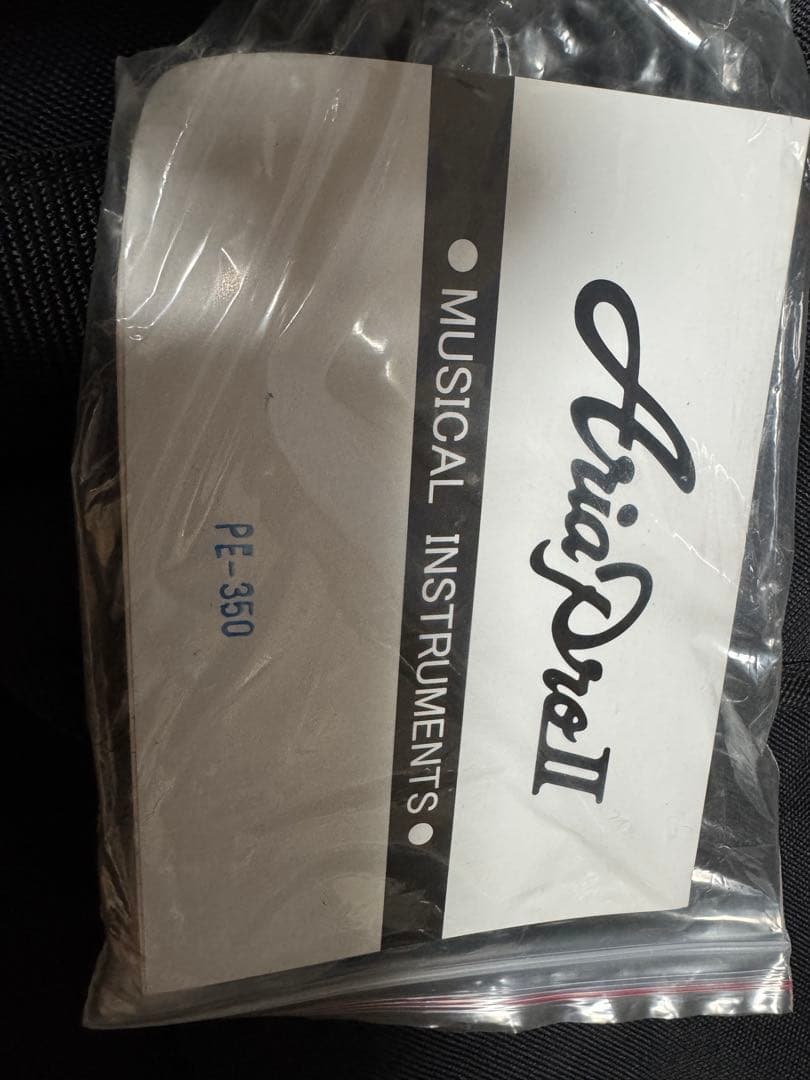 Aria Pro II
● MUSICAL INSTRUMENTS ●
PE-350